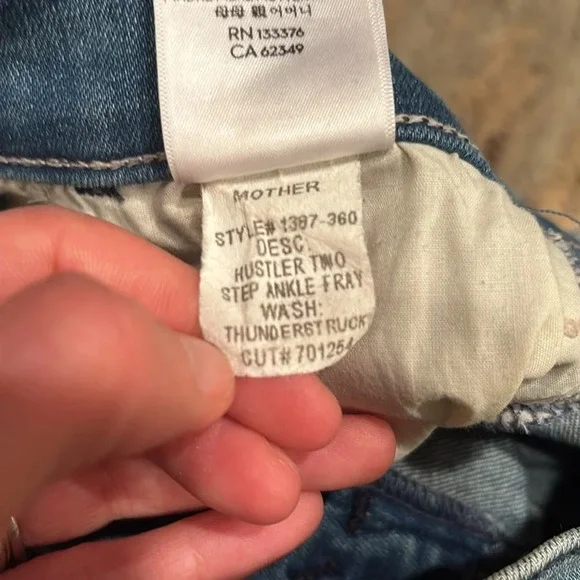 母母 親 어머니
RN 133376
CA 62349
MOTHER
STYLE# 1387-360
DESC:
HUSTLER TWO
STEP ANKLE FRAY
WASH:
THUNDERSTRUCK
CUT# 701254